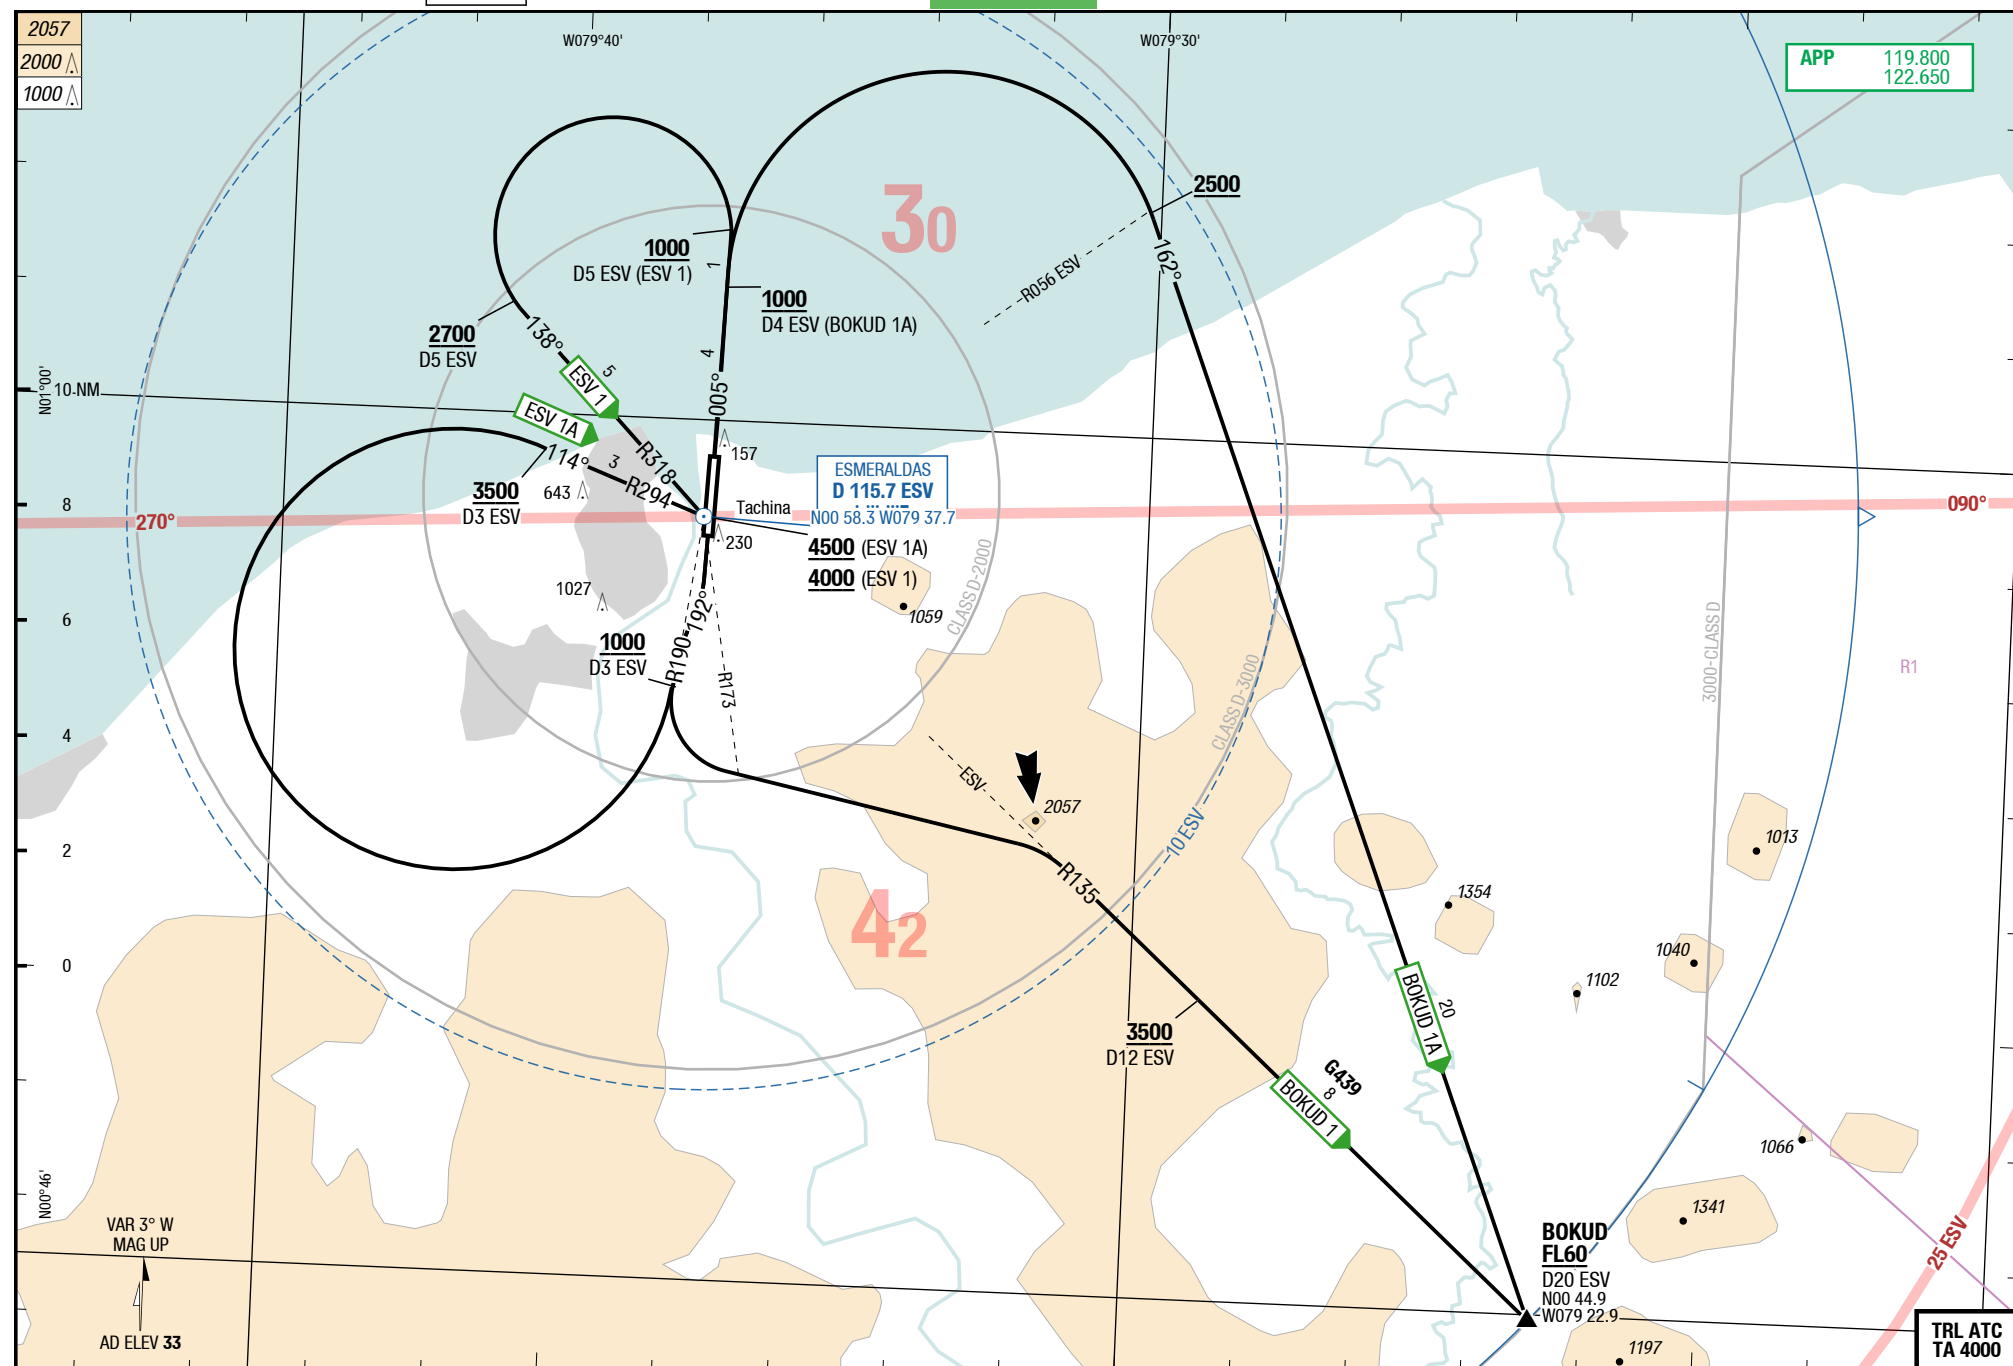 2057
2000
1000
W079°40'
W079°30'
APP 119.800
122.650
30
2500
1000
D5 ESV (ESV 1)
1
1000
D4 ESV (BOKUD 1A)
R056 ESV
162°
2700
D5 ESV
138°
5
ESV 1
4
005°
N01°00'
10 NM
ESV 1A
114°
3
R318
R294
157
3500
D3 ESV
643
ESMERALDAS
D 115.7 ESV
N00 58.3 W079 37.7
Tachina
270°
090°
8
230
4500 (ESV 1A)
4000 (ESV 1)
1027
1059
CLASS D-2000
6
192°
R190
1000
D3 ESV
R173
3000-CLASS D
R1
CLASS D-3000
4
ESV
2057
10 ESV
2
R135
1013
1354
42
1040
0
1102
3500
D12 ESV
20
BOKUD 1A
G439
8
BOKUD 1
1066
N00°46'
1341
VAR 3° W
MAG UP
AD ELEV 33
BOKUD
FL60
D20 ESV
N00 44.9
W079 22.9
25 ESV
1197
TRL ATC
TA 4000